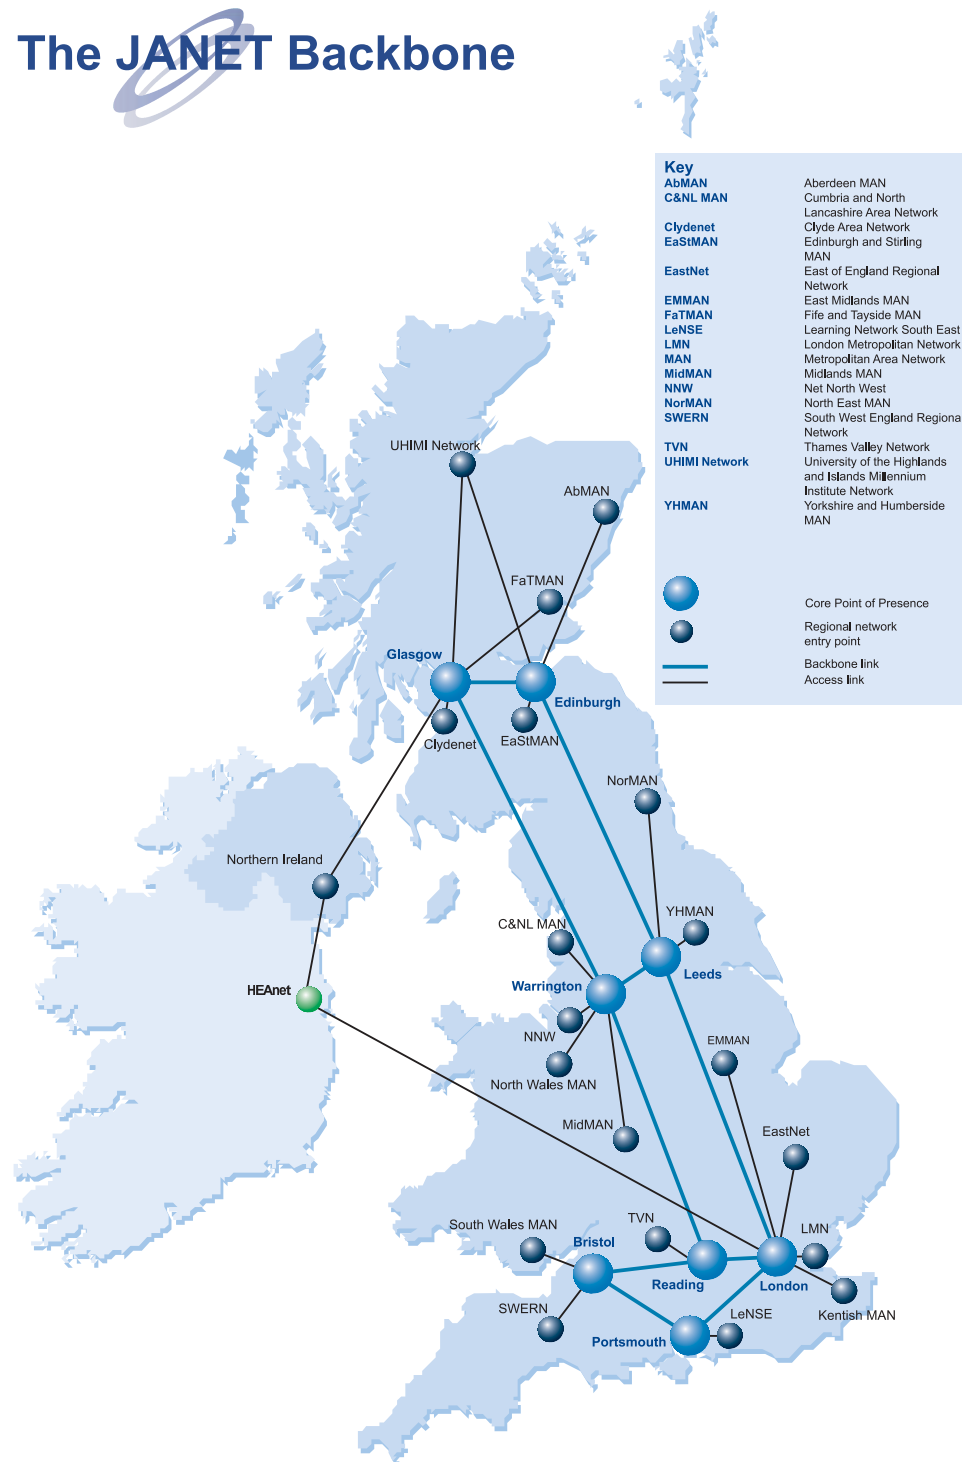 The JANET Backbone
Key
AbMAN Aberdeen MAN
C&NL MAN Cumbria and North
Lancashire Area Network
Clydenet Clyde Area Network
EaStMAN Edinburgh and Stirling
MAN
EastNet East of England Regional
Network
EMMAN East Midlands MAN
FaTMAN Fife and Tayside MAN
LeNSE Learning Network South East
LMN London Metropolitan Network
MAN Metropolitan Area Network
MidMAN Midlands MAN
NNW Net North West
NorMAN North East MAN
SWERN South West England Regiona
Network
TVN Thames Valley Network
UHIMI Network University of the Highlands
and Islands Millennium
Institute Network
YHMAN Yorkshire and Humberside
MAN
Core Point of Presence
Regional network
entry point
Backbone link
Access link
UHIMI Network
AbMAN
FaTMAN
Glasgow
Edinburgh
Clydenet
EaStMAN
NorMAN
Northern Ireland
YHMAN
C&NL MAN
Leeds
Warrington
HEAnet
NNW
EMMAN
North Wales MAN
MidMAN
EastNet
TVN
South Wales MAN
LMN
Bristol
Reading
London
SWERN
LeNSE
Kentish MAN
Portsmouth